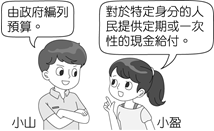 由政府編列
預算。
對於特定身分的人
民提供定期或一次
性的現金給付。
小山
小盈